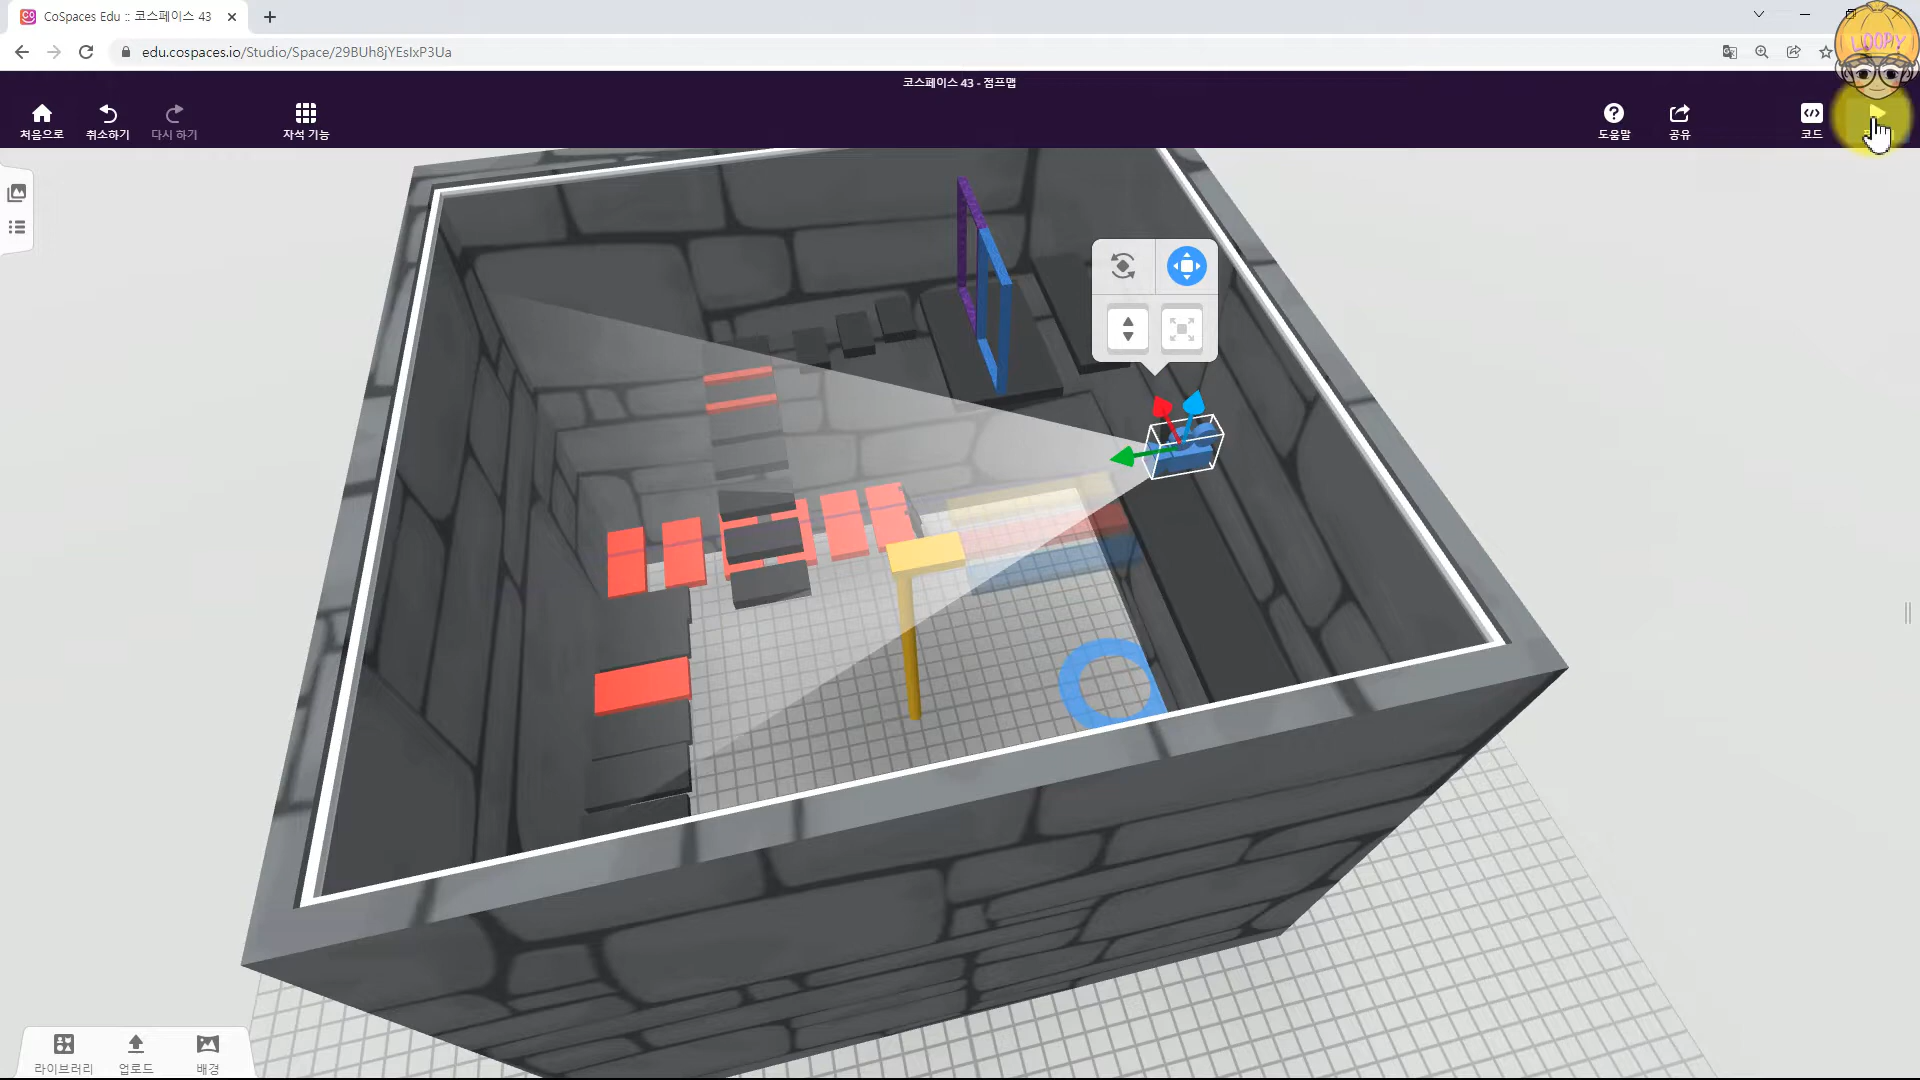 CoSpaces Edu :: 코스페이스 43
edu.cospaces.io/Studio/Space/29BUh8jYEsIxP3Ua
LOOPY
코스페이스 43 - 점프맵
처음으로
취소하기
다시 하기
자석 기능
도움말
공유
코드
라이브러리
업로드
배경